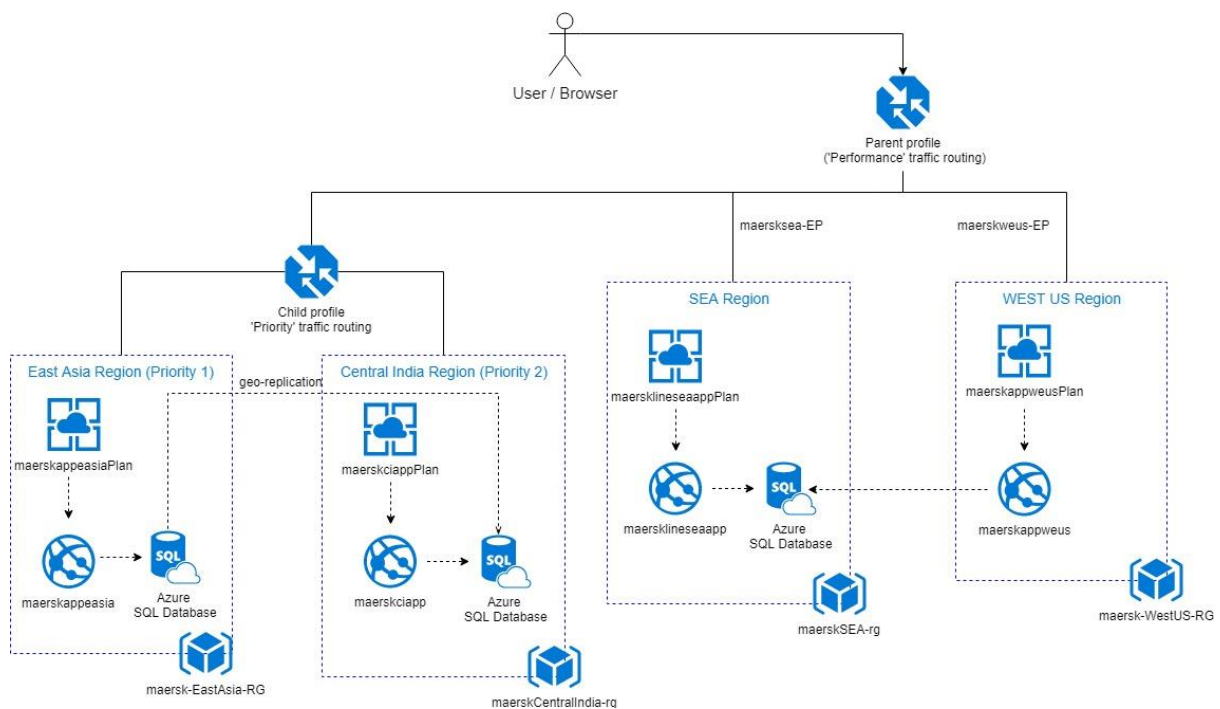 User / Browser
Parent profile
('Performance' traffic routing)
maersksea-EP
maerskweus-EP
Child profile
'Priority' traffic routing
SEA Region
WEST US Region
East Asia Region (Priority 1)
geo-replication
Central India Region (Priority 2)
maerskappeasiaPlan
maerskciappPlan
maersklineseaappPlan
maerskappweusPlan
SQL
maersklineseaapp
Azure
SQL Database
maerskappweus
SQL
maerskappeasia
Azure
SQL Database
maerskciapp
SQL
Azure
SQL Database
maerskSEA-rg
maersk-WestUS-RG
maersk-EastAsia-RG
maerskCentralIndia-rg